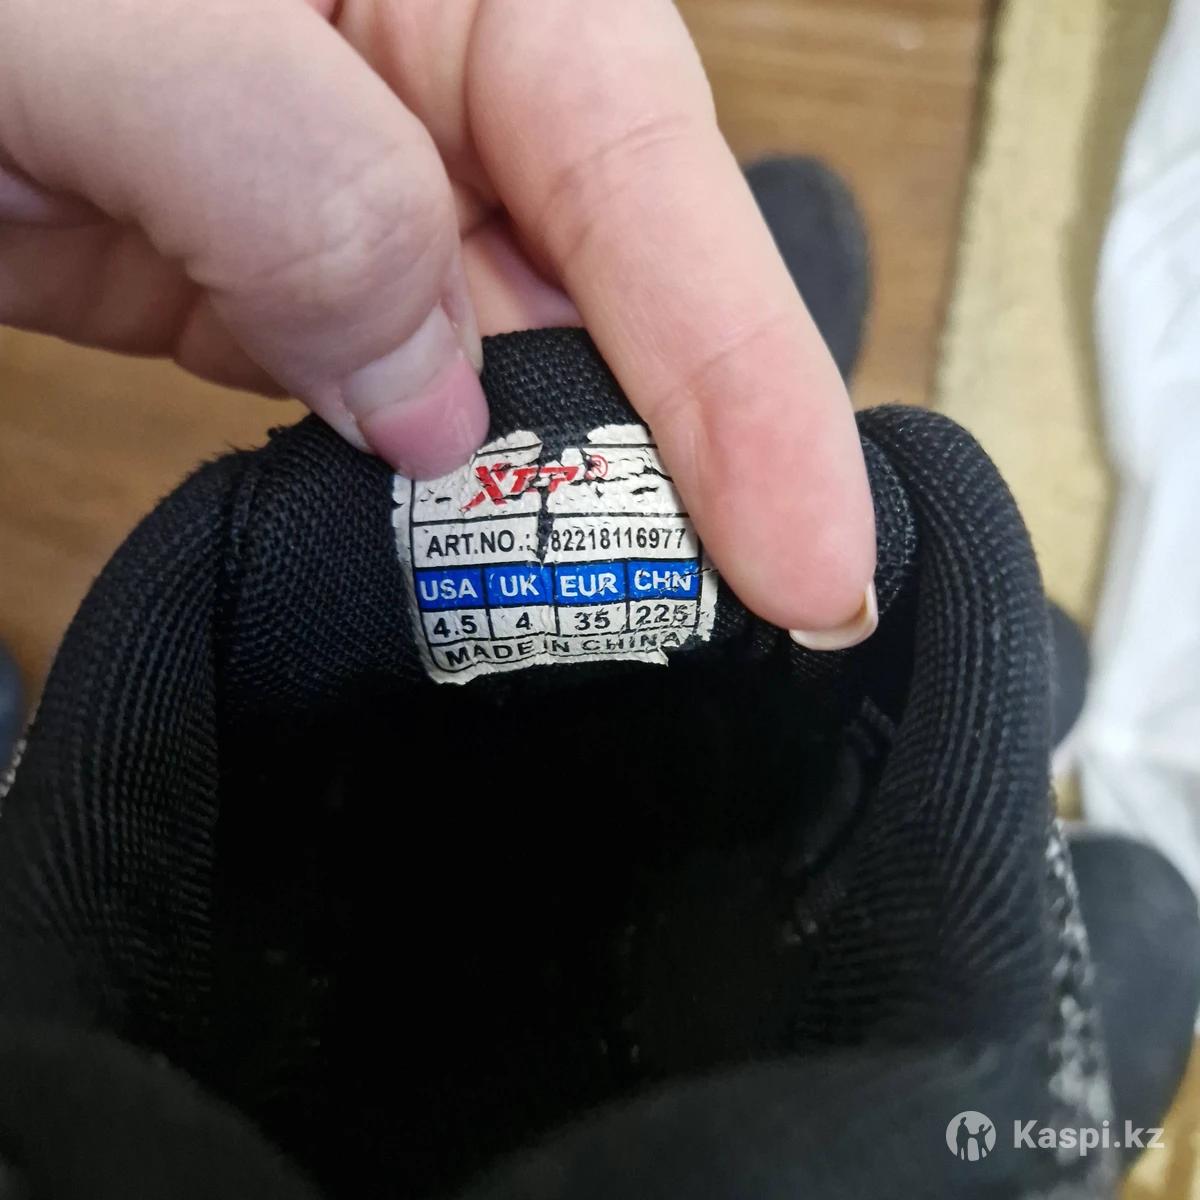 XTEP®
ART.NO.: 82218116977
USA UK EUR CHN
4.5 4 35 225
MADE IN CHINA
Kaspi.kz